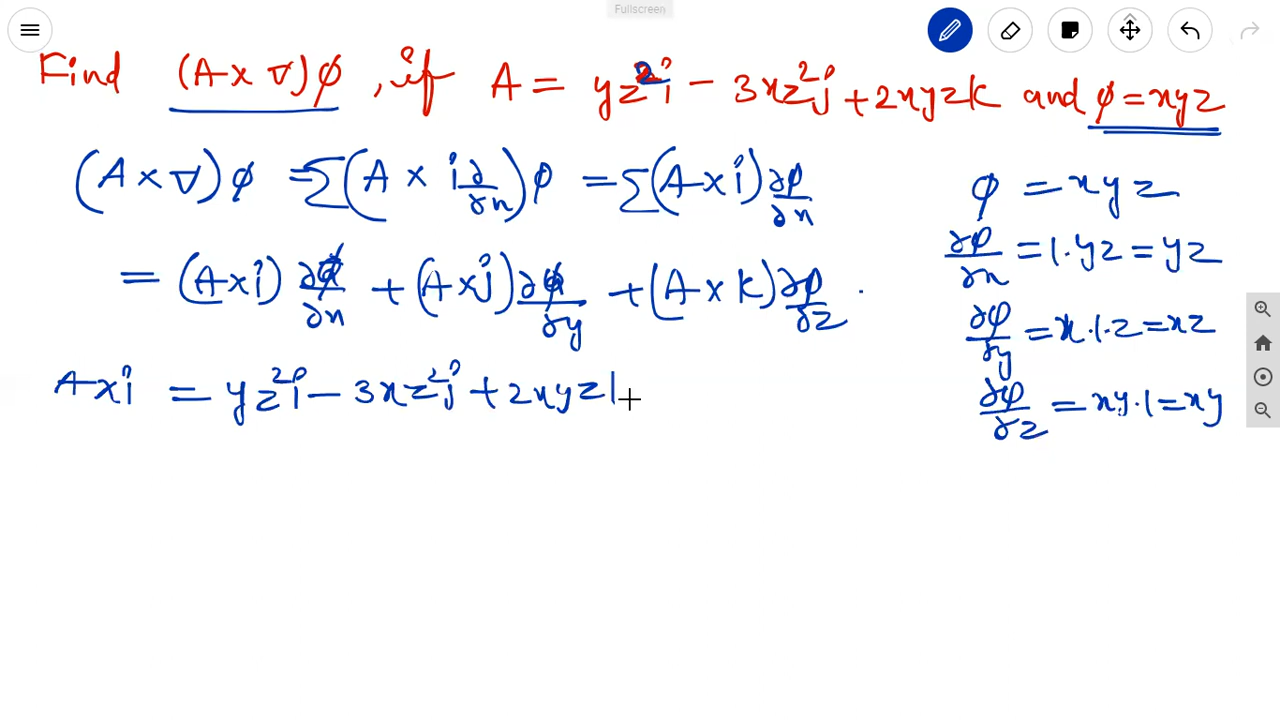 Fullscreen
Find (A×∇)φ, if A = yz²i − 3xz²j + 2xyzk and φ = xyz
(A×∇)φ = ∑(A × i ∂/∂x)φ = ∑(A×i)∂φ/∂x
= (A×i) ∂φ/∂x + (A×j) ∂φ/∂y + (A×k) ∂φ/∂z .
A×i = yz²i − 3xz²j + 2xyz
φ = xyz
∂φ/∂x = 1·yz = yz
∂φ/∂y = x·1·z = xz
∂φ/∂z = xy·1 = xy